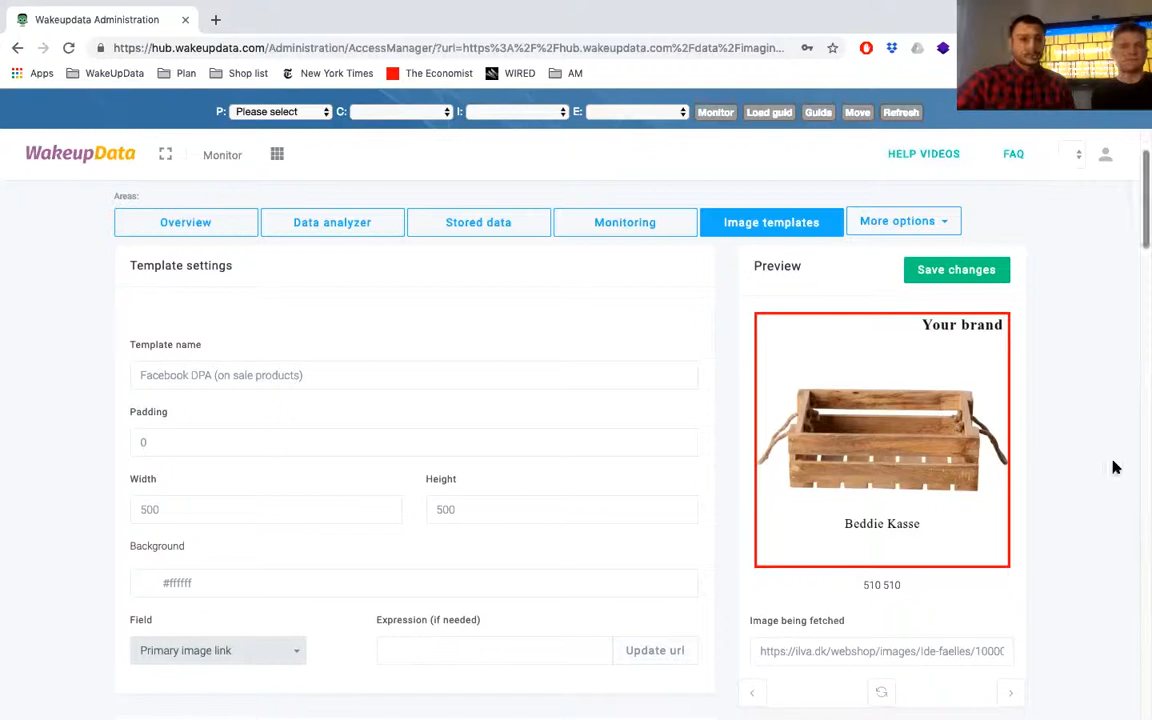 Wakeupdata Administration
https://hub.wakeupdata.com/Administration/AccessManager/?url=https%3A%2F%2Fhub.wakeupdata.com%2Fdata%2Fimagin...
Apps WakeUpData Plan Shop list New York Times The Economist WIRED AM
P: Please select C: I: E: Monitor Load guid Guids Move Refresh
WakeupData Monitor HELP VIDEOS FAQ
Areas:
Overview Data analyzer Stored data Monitoring Image templates More options
Template settings
Preview Save changes
Your brand
Template name
Facebook DPA (on sale products)
Padding
0
Width Height
500 500
Beddie Kasse
Background
#ffffff
510 510
Field Expression (if needed)
Image being fetched
Primary image link Update url
https://ilva.dk/webshop/images/Ide-faelles/1000